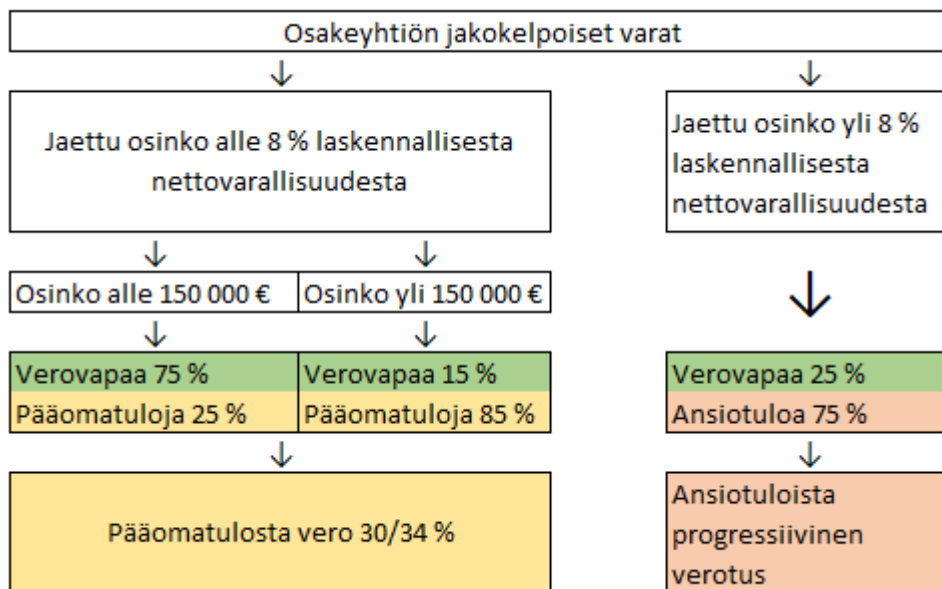 Osakeyhtiön jakokelpoiset varat
Jaettu osinko alle 8 % laskennallisesta
nettovarallisuudesta
Jaettu osinko yli 8 %
laskennallisesta
nettovarallisuudesta
Osinko alle 150 000 €
Osinko yli 150 000 €
Verovapaa 75 %
Verovapaa 15 %
Verovapaa 25 %
Pääomatuloja 25 %
Pääomatuloja 85 %
Ansiotuloa 75 %
Pääomatulosta vero 30/34 %
Ansiotuloista
progressiivinen
verotus